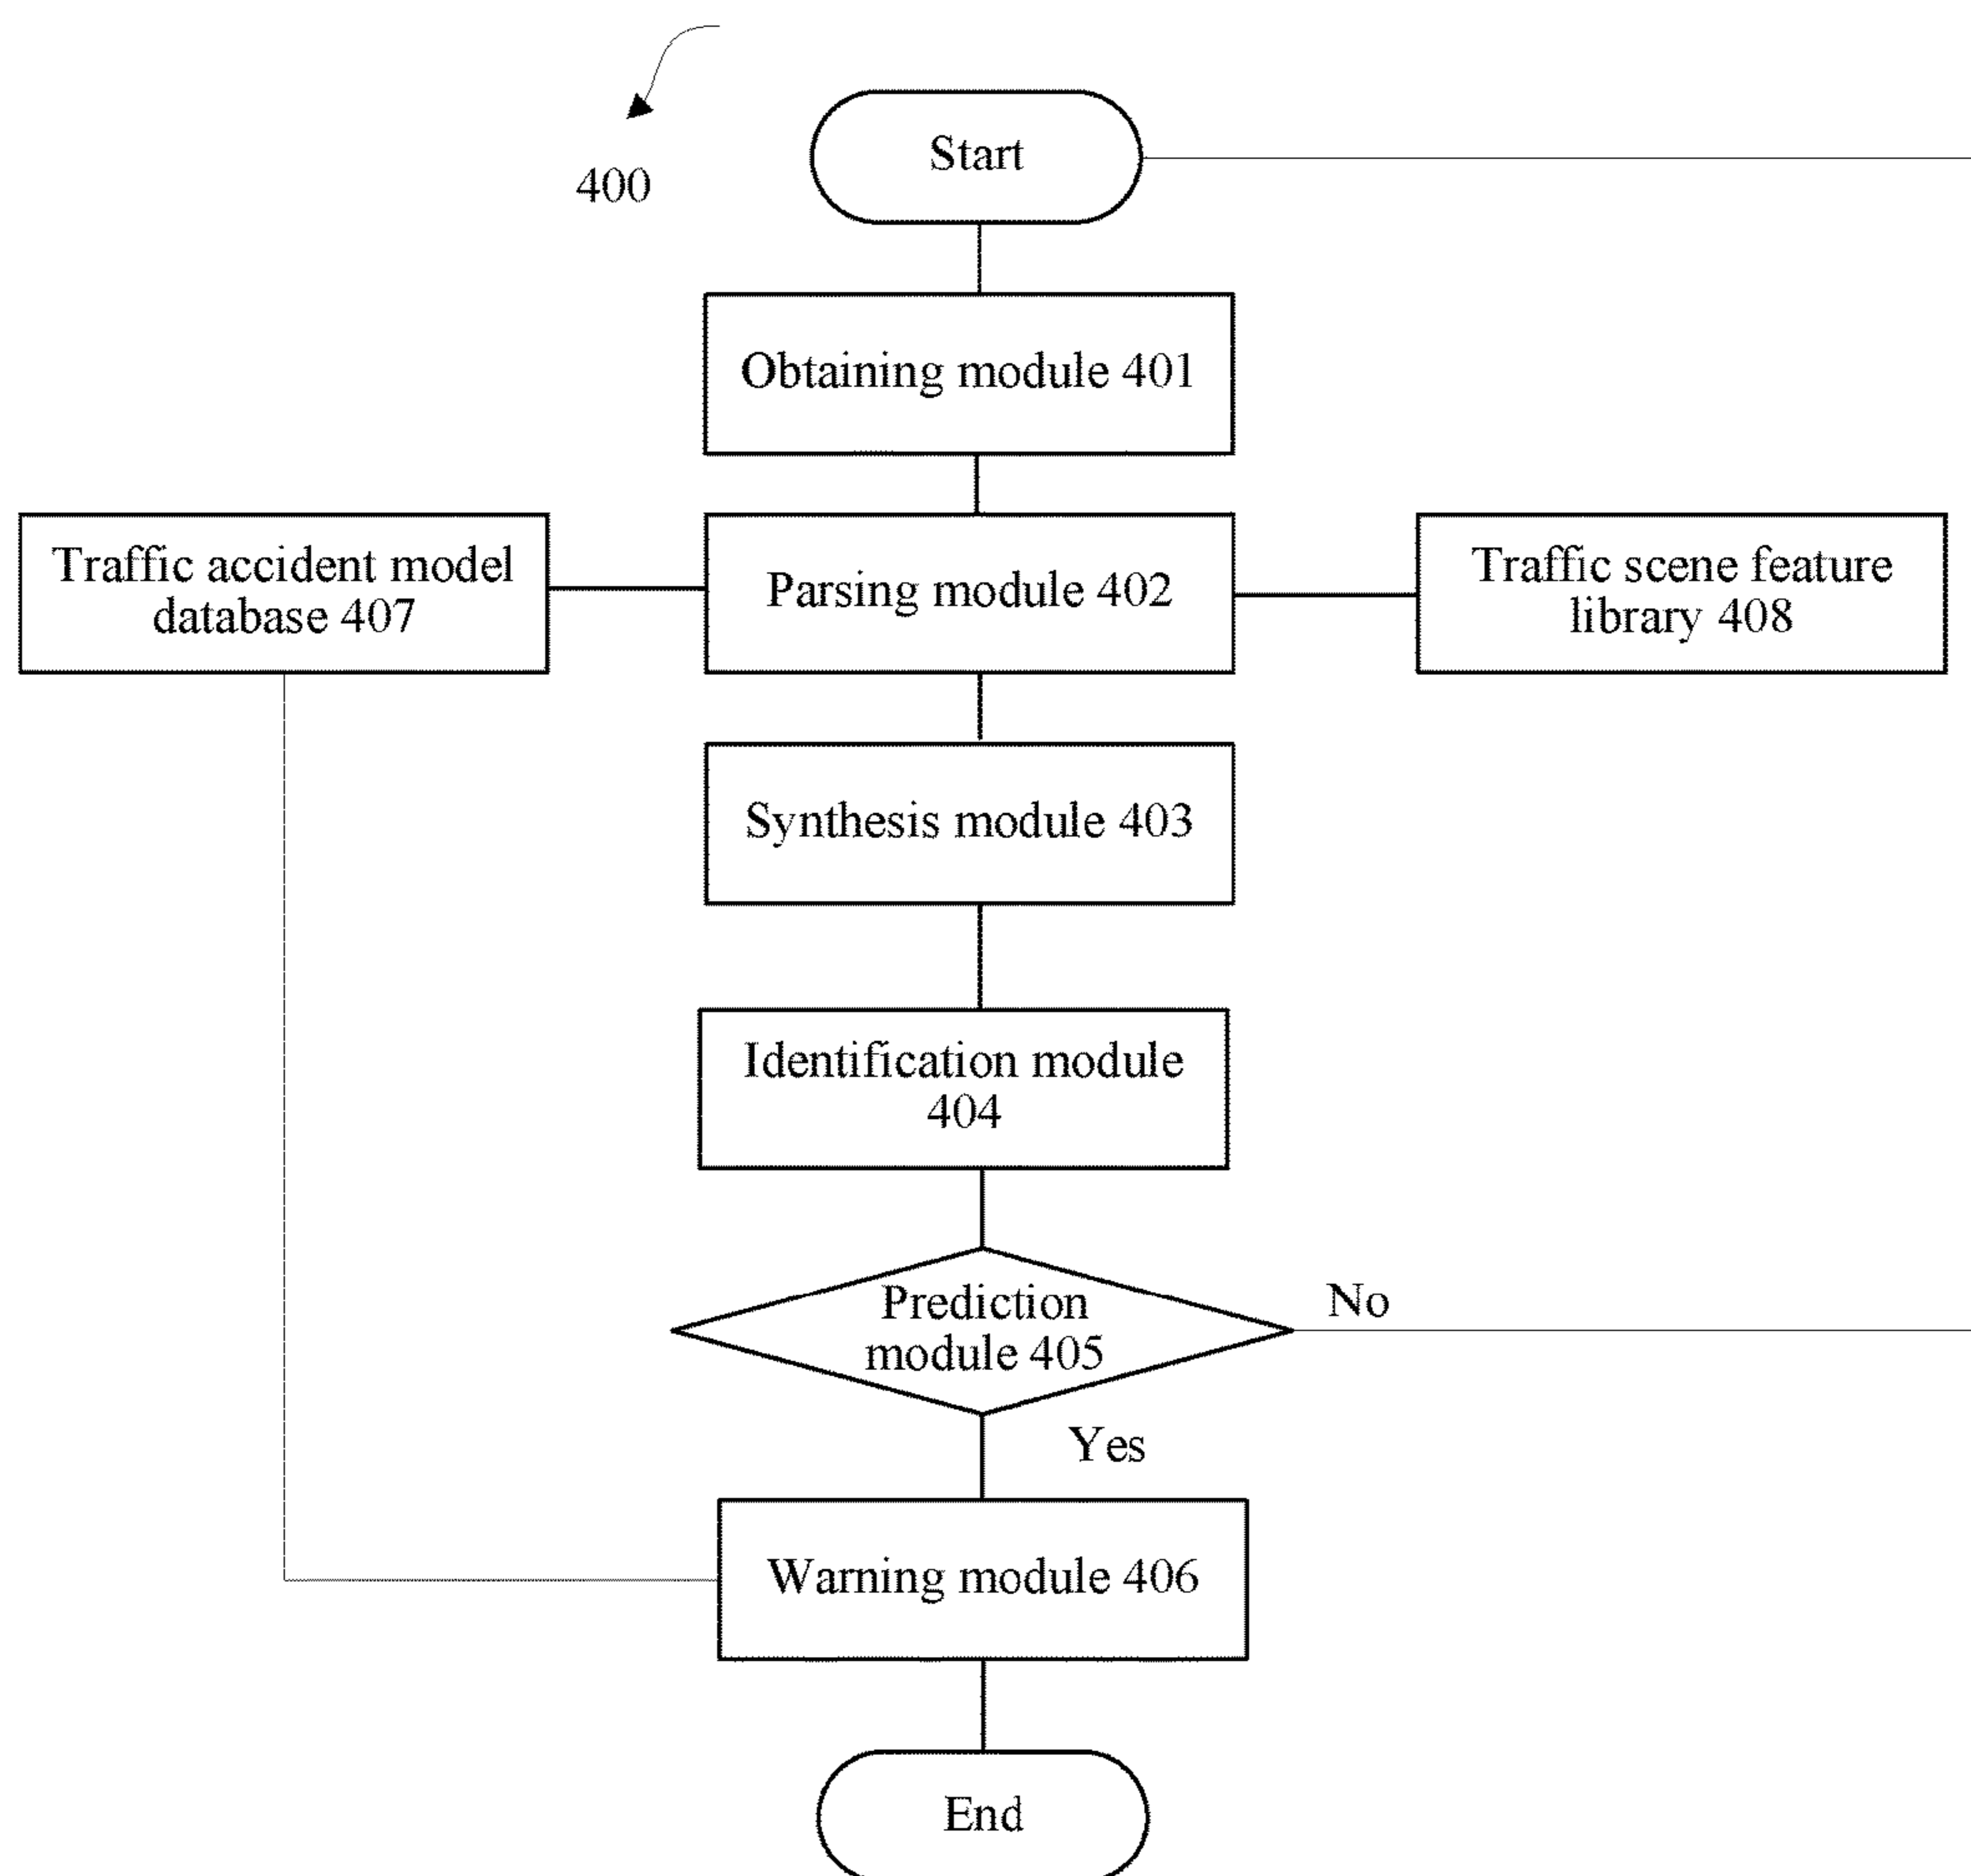 400
Start
Obtaining module 401
Traffic accident model
database 407
Parsing module 402
Traffic scene feature
library 408
Synthesis module 403
Identification module
404
Prediction
module 405
No
Yes
Warning module 406
End